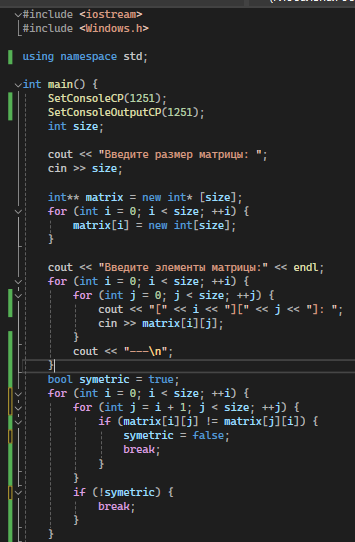 #include <iostream>
#include <Windows.h>
using namespace std;
int main() {
SetConsoleCP(1251);
SetConsoleOutputCP(1251);
int size;
cout << "Введите размер матрицы: ";
cin >> size;
int** matrix = new int* [size];
for (int i = 0; i < size; ++i) {
matrix[i] = new int[size];
}
cout << "Введите элементы матрицы:" << endl;
for (int i = 0; i < size; ++i) {
for (int j = 0; j < size; ++j) {
cout << "[" << i << "][" << j << "]: ";
cin >> matrix[i][j];
}
cout << "---\n";
}
bool symetric = true;
for (int i = 0; i < size; ++i) {
for (int j = i + 1; j < size; ++j) {
if (matrix[i][j] != matrix[j][i]) {
symetric = false;
break;
}
}
if (!symetric) {
break;
}
}